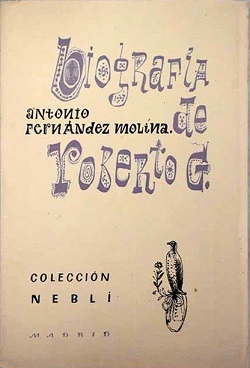 biografía
antonio
fernández molina.
de
roberto G.
COLECCIÓN
NEBLÍ
MADRID